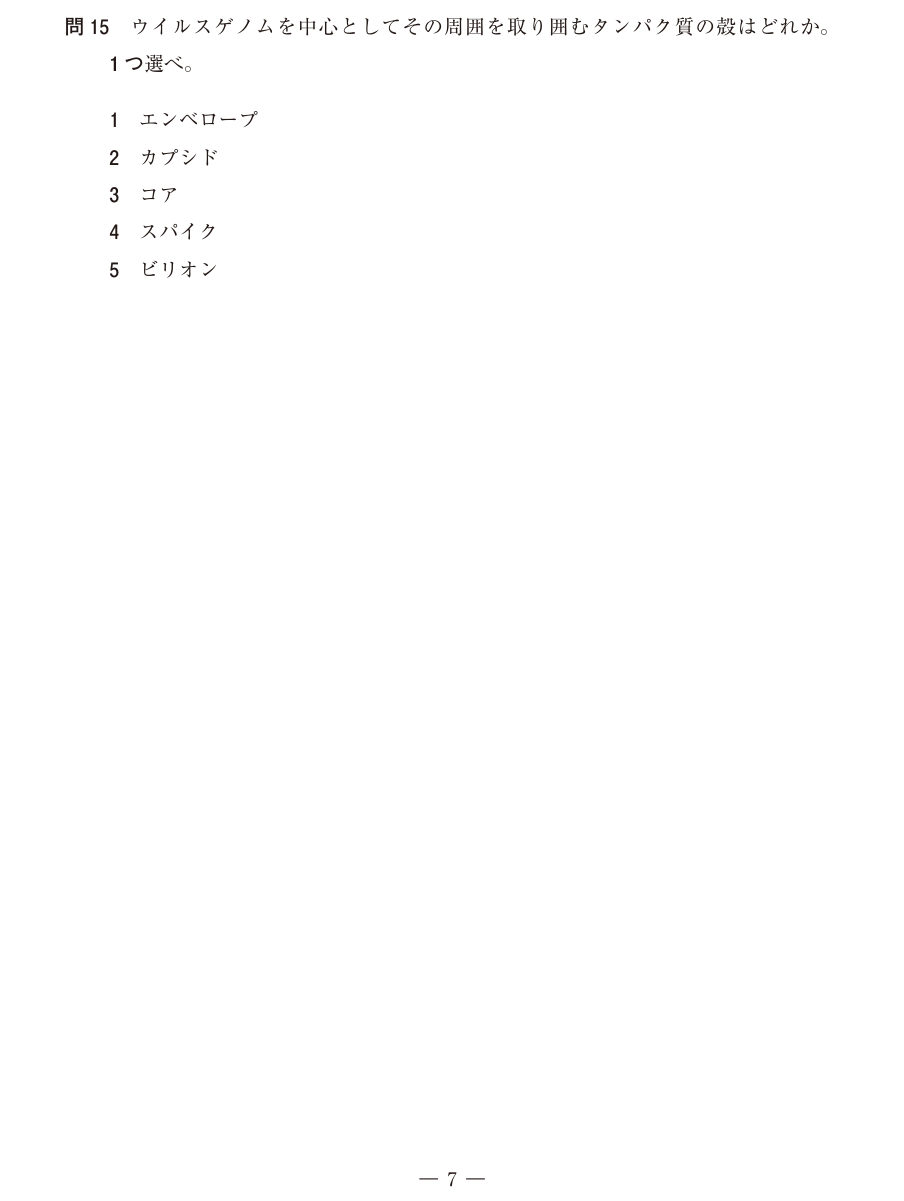 問 15　ウイルスゲノムを中心としてその周囲を取り囲むタンパク質の殻はどれか。
1 つ選べ。
1　エンベロープ
2　カプシド
3　コア
4　スパイク
5　ビリオン
― 7 ―